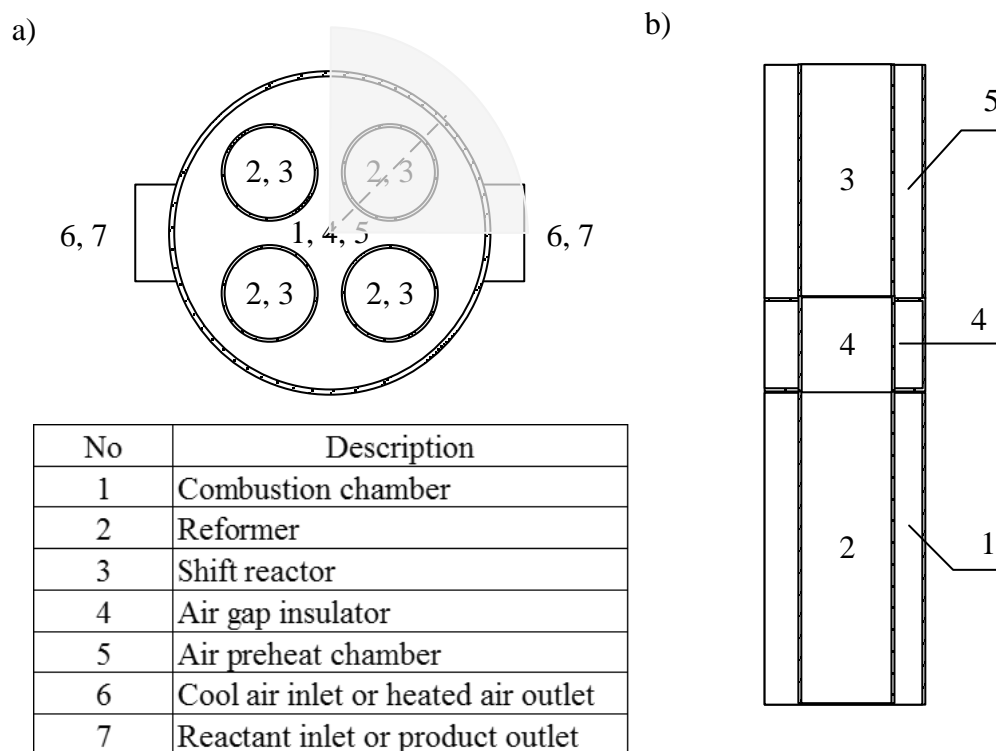 a)
2, 3
2, 3
6, 7
1, 4, 5
6, 7
2, 3
2, 3
No Description
1 Combustion chamber
2 Reformer
3 Shift reactor
4 Air gap insulator
5 Air preheat chamber
6 Cool air inlet or heated air outlet
7 Reactant inlet or product outlet
b)
5
3
4
4
2
1